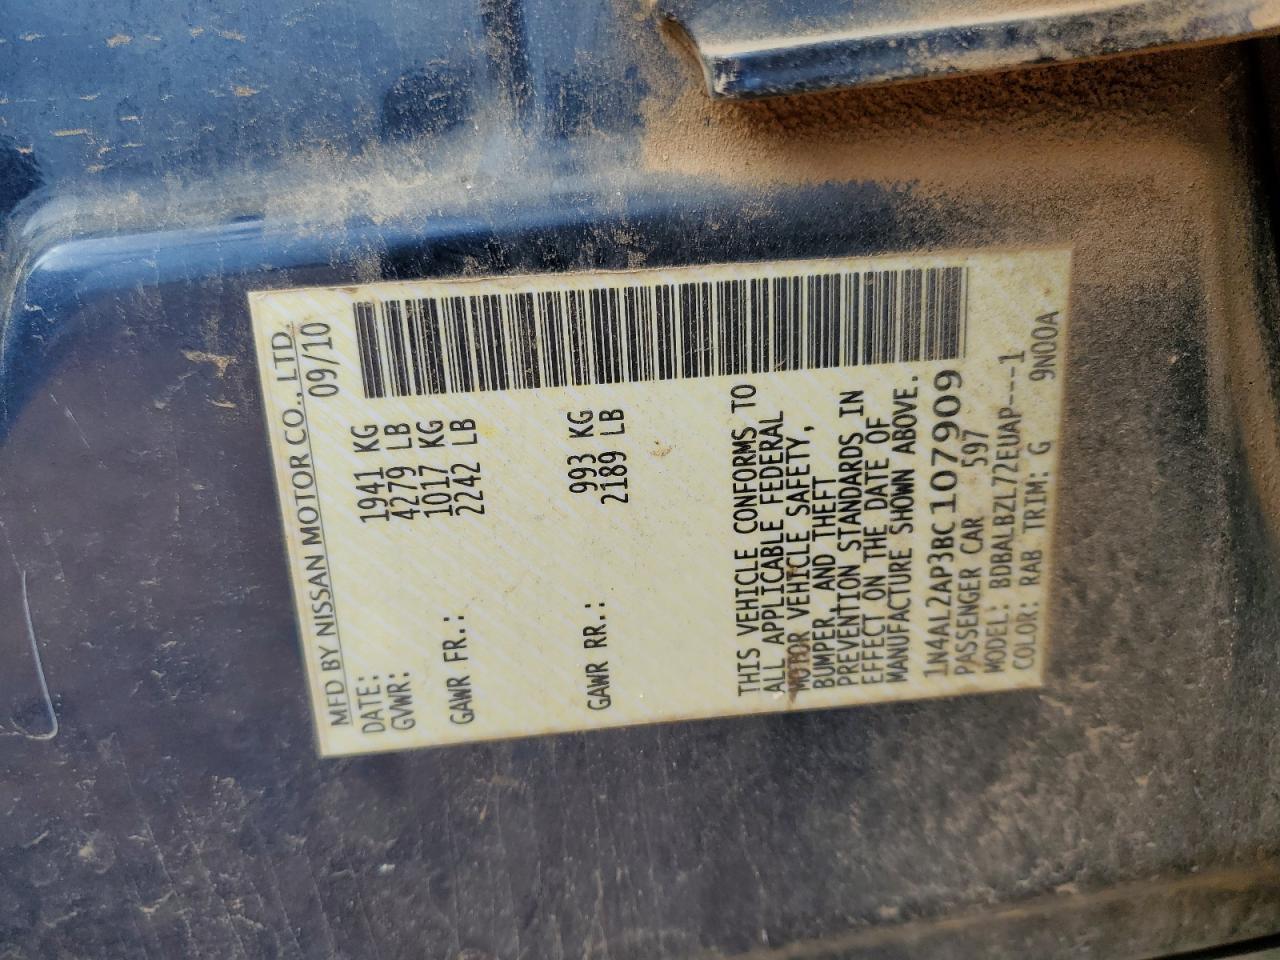 MFD BY NISSAN MOTOR CO., LTD.
DATE: 09/10
GVWR: 1941 KG
4279 LB
GAWR FR.: 1017 KG
2242 LB
GAWR RR.: 993 KG
2189 LB
THIS VEHICLE CONFORMS TO
ALL APPLICABLE FEDERAL
MOTOR VEHICLE SAFETY,
BUMPER, AND THEFT
PREVENTION STANDARDS IN
EFFECT ON THE DATE OF
MANUFACTURE SHOWN ABOVE.
1N4AL2AP3BC107909
PASSENGER CAR 597
MODEL: BDBALBZL72EUAP---1
COLOR: RAB TRIM: G 9N00A